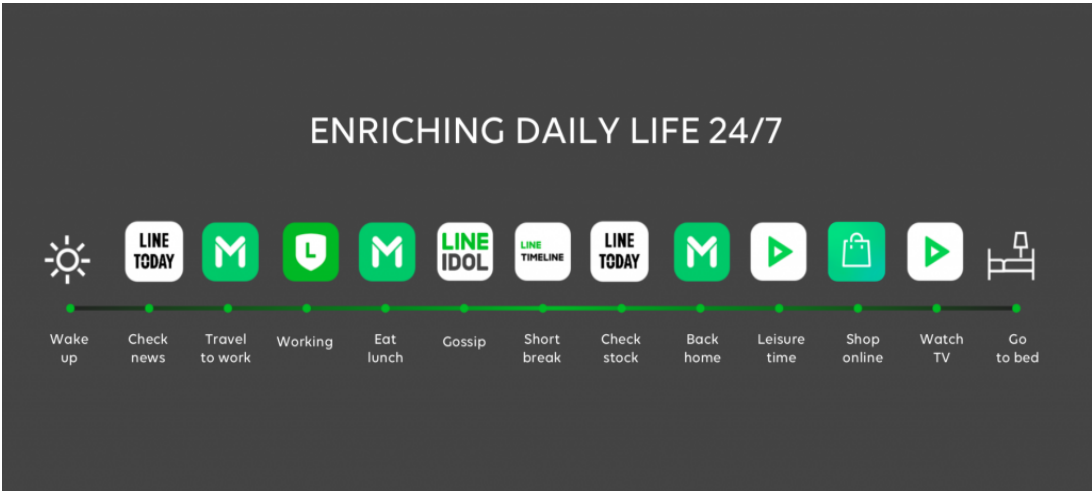 ENRICHING DAILY LIFE 24/7
LINE
TODAY
M
L
M
LINE
IDOL
LINE
TIMELINE
LINE
TODAY
M
Wake
up
Check
news
Travel
to work
Working
Eat
lunch
Gossip
Short
break
Check
stock
Back
home
Leisure
time
Shop
online
Watch
TV
Go
to bed